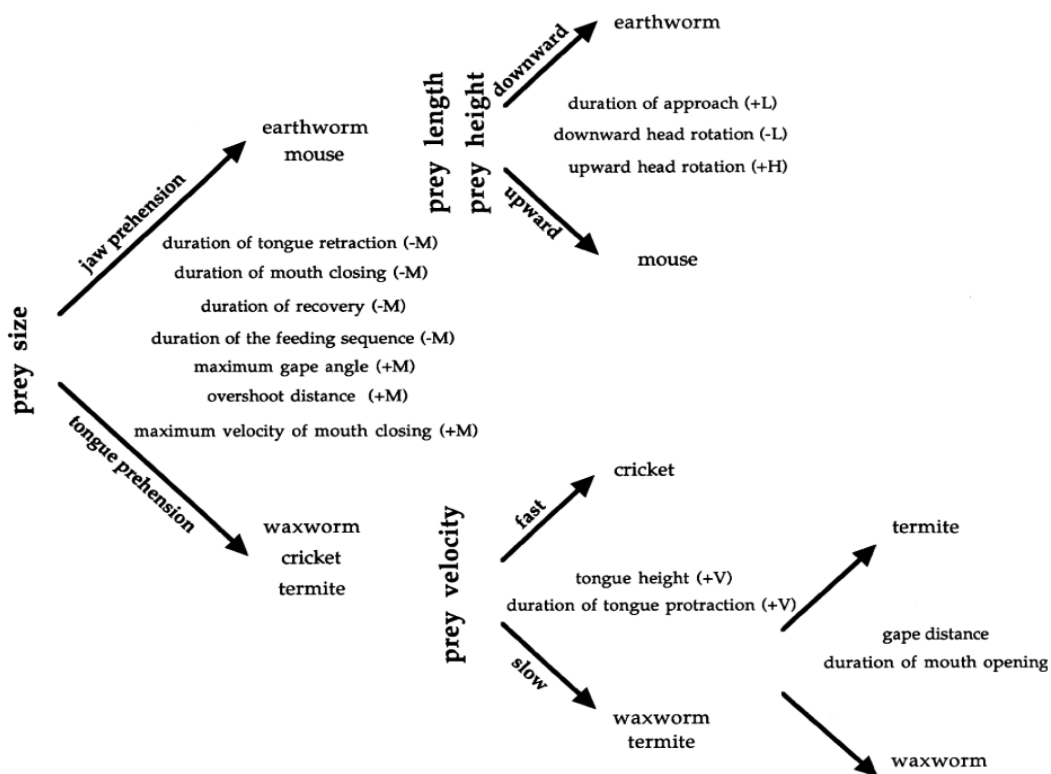 prey size
jaw prehension
tongue prehension
earthworm
mouse
duration of tongue retraction (-M)
duration of mouth closing (-M)
duration of recovery (-M)
duration of the feeding sequence (-M)
maximum gape angle (+M)
overshoot distance (+M)
maximum velocity of mouth closing (+M)
waxworm
cricket
termite
prey length
prey height
downward
upward
earthworm
duration of approach (+L)
downward head rotation (-L)
upward head rotation (+H)
mouse
prey velocity
fast
slow
cricket
tongue height (+V)
duration of tongue protraction (+V)
waxworm
termite
termite
gape distance
duration of mouth opening
waxworm